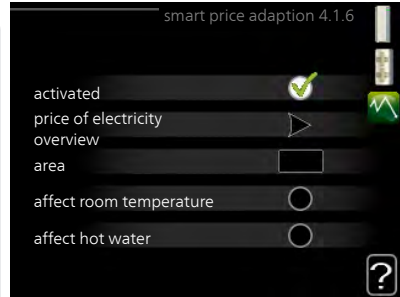 smart price adaption 4.1.6
activated
price of electricity
overview
area
affect room temperature
affect hot water
?